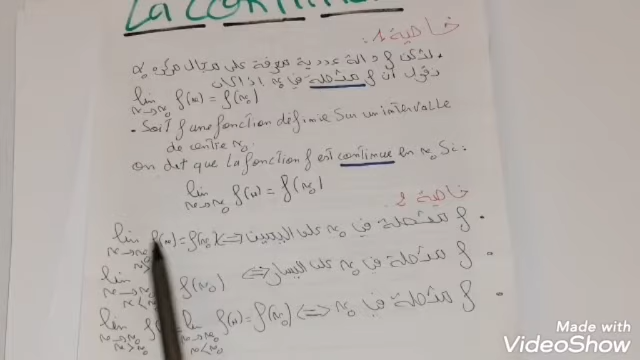 La continuité
خاصية 1:
لتكن f دالة عددية معرفة على مجال مركزه x₀
نقول أن f متصلة في x₀ إذا كان
lim f(x) = f(x₀)
x→x₀
. Soit f une fonction définie sur un intervalle
de centre x₀.
on dit que la fonction f est continue en x₀ si:
lim f(x) = f(x₀)
x→x₀
خاصية 2
. f متصلة في x₀ على اليمين ⟺ lim f(x) = f(x₀)
x→x₀
. f متصلة في x₀ على اليسار ⟺ f(x₀)
x<x₀
. f متصلة في x₀ ⟺ lim f = lim f(x) = f(x₀)
x→x₀ x→x₀
x>x₀ x<x₀
Made with
VideoShow